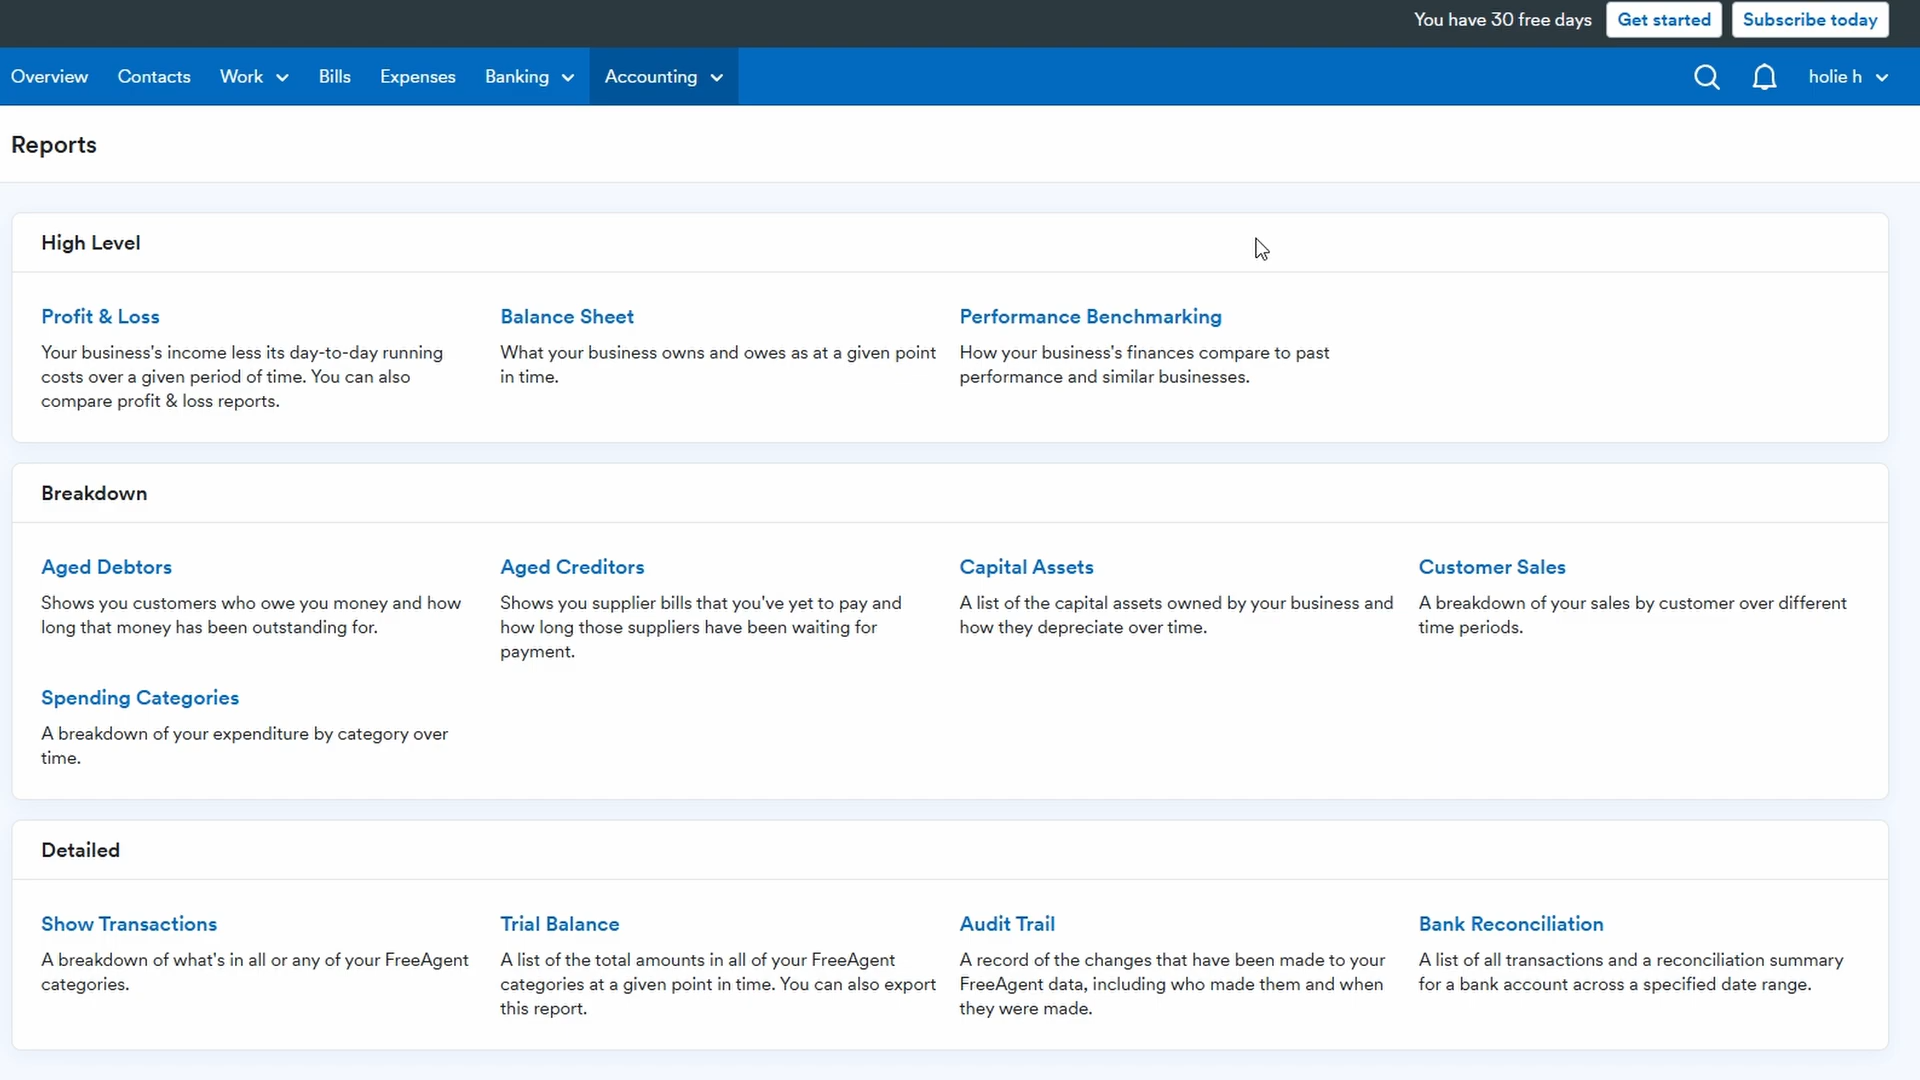 You have 30 free days Get started Subscribe today
Overview Contacts Work Bills Expenses Banking Accounting holie h
Reports
High Level
Profit & Loss
Your business's income less its day-to-day running
costs over a given period of time. You can also
compare profit & loss reports.
Balance Sheet
What your business owns and owes as at a given point
in time.
Performance Benchmarking
How your business's finances compare to past
performance and similar businesses.
Breakdown
Aged Debtors
Shows you customers who owe you money and how
long that money has been outstanding for.
Aged Creditors
Shows you supplier bills that you've yet to pay and
how long those suppliers have been waiting for
payment.
Capital Assets
A list of the capital assets owned by your business and
how they depreciate over time.
Customer Sales
A breakdown of your sales by customer over different
time periods.
Spending Categories
A breakdown of your expenditure by category over
time.
Detailed
Show Transactions
A breakdown of what's in all or any of your FreeAgent
categories.
Trial Balance
A list of the total amounts in all of your FreeAgent
categories at a given point in time. You can also export
this report.
Audit Trail
A record of the changes that have been made to your
FreeAgent data, including who made them and when
they were made.
Bank Reconciliation
A list of all transactions and a reconciliation summary
for a bank account across a specified date range.